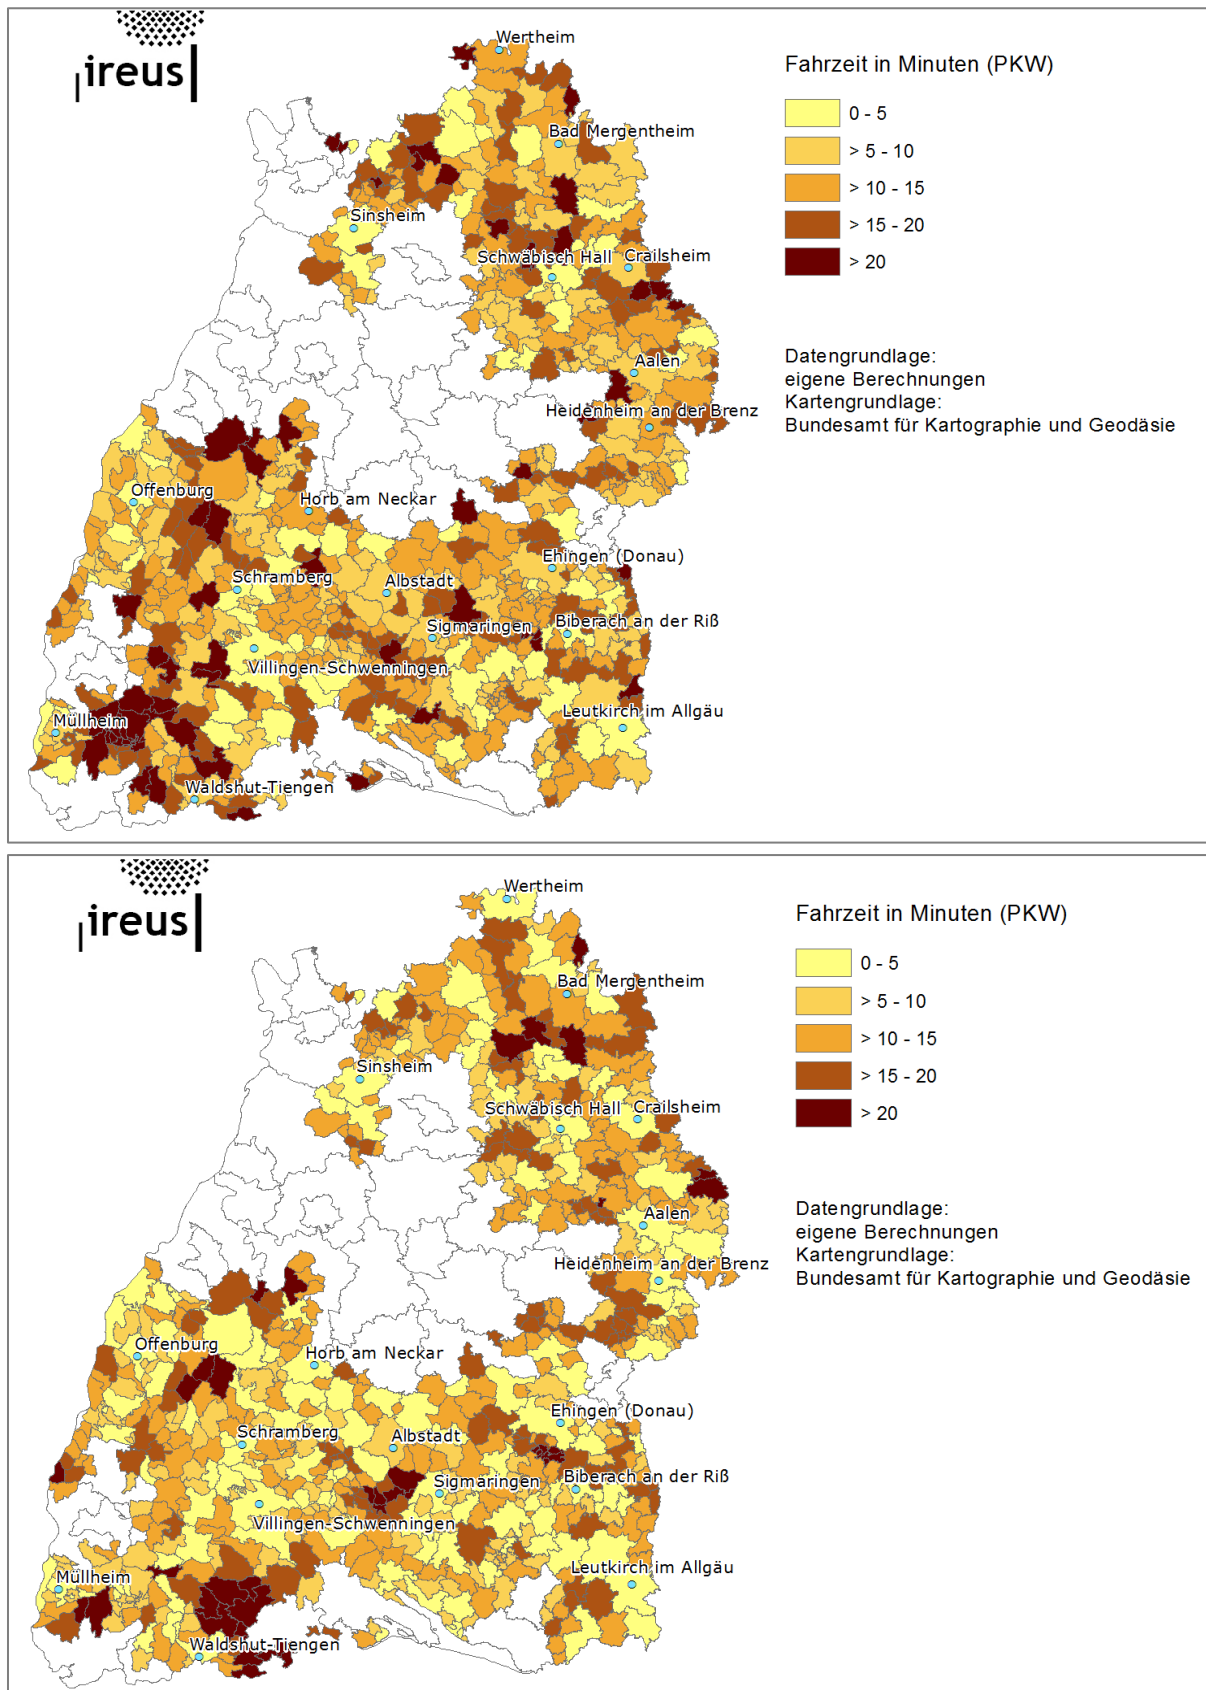 ireus
Wertheim
Fahrzeit in Minuten (PKW)
0 - 5
> 5 - 10
> 10 - 15
> 15 - 20
> 20
Bad Mergentheim
Sinsheim
Schwäbisch Hall
Crailsheim
Datengrundlage:
eigene Berechnungen
Kartengrundlage:
Bundesamt für Kartographie und Geodäsie
Aalen
Heidenheim an der Brenz
Offenburg
Horb am Neckar
Ehingen (Donau)
Schramberg
Albstadt
Sigmaringen
Biberach an der Riß
Villingen-Schwenningen
Müllheim
Leutkirch im Allgäu
Waldshut-Tiengen
ireus
Wertheim
Fahrzeit in Minuten (PKW)
0 - 5
> 5 - 10
> 10 - 15
> 15 - 20
> 20
Bad Mergentheim
Sinsheim
Schwäbisch Hall
Crailsheim
Datengrundlage:
eigene Berechnungen
Kartengrundlage:
Bundesamt für Kartographie und Geodäsie
Aalen
Heidenheim an der Brenz
Offenburg
Horb am Neckar
Ehingen (Donau)
Schramberg
Albstadt
Sigmaringen
Biberach an der Riß
Villingen-Schwenningen
Müllheim
Leutkirch im Allgäu
Waldshut-Tiengen